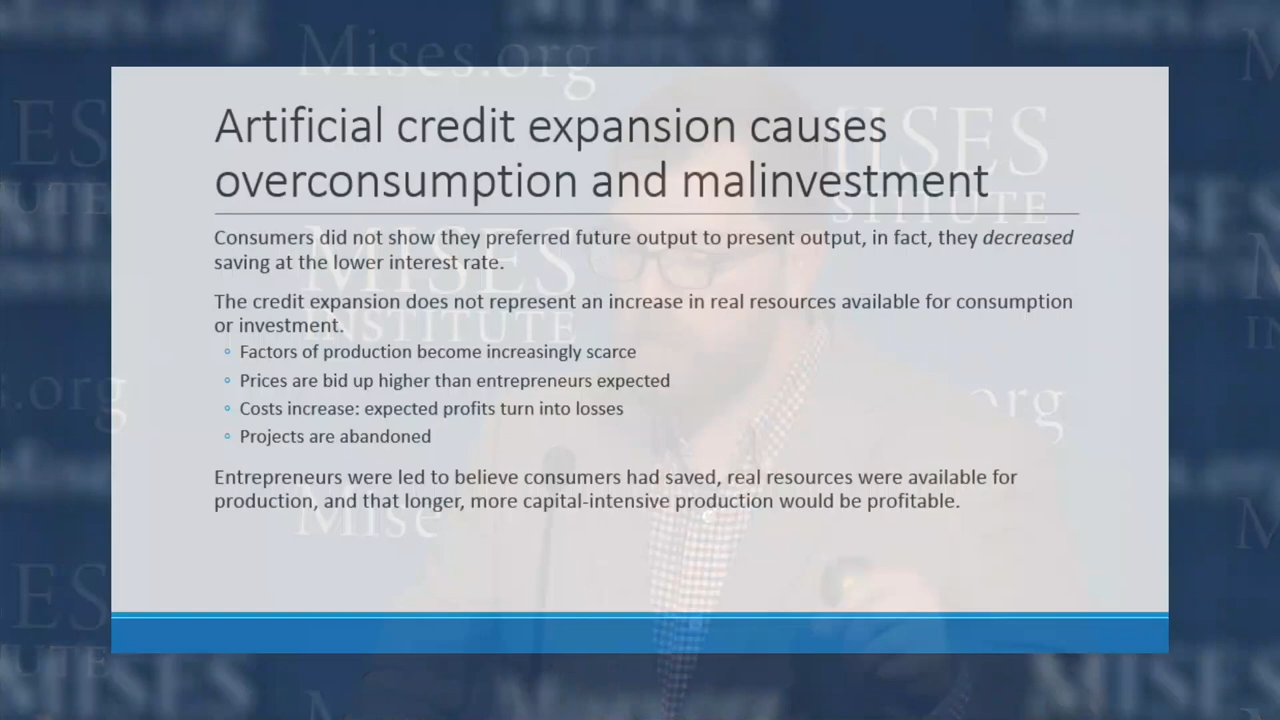 Mises.org
MISES
INSTITUTE
Artificial credit expansion causes
overconsumption and malinvestment
Consumers did not show they preferred future output to present output, in fact, they decreased
saving at the lower interest rate.
The credit expansion does not represent an increase in real resources available for consumption
or investment.
◦ Factors of production become increasingly scarce
◦ Prices are bid up higher than entrepreneurs expected
◦ Costs increase: expected profits turn into losses
◦ Projects are abandoned
Entrepreneurs were led to believe consumers had saved, real resources were available for
production, and that longer, more capital-intensive production would be profitable.